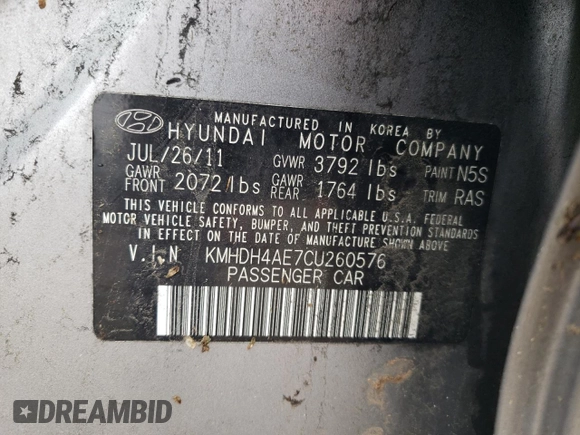 MANUFACTURED IN KOREA BY
HYUNDAI MOTOR COMPANY
JUL/26/11 GVWR 3792 lbs PAINT N5S
GAWR FRONT 2072 lbs GAWR REAR 1764 lbs TRIM RAS
THIS VEHICLE CONFORMS TO ALL APPLICABLE U.S.A. FEDERAL
MOTOR VEHICLE SAFETY, BUMPER, AND THEFT PREVENTION STANDARDS
IN EFFECT ON THE DATE OF MANUFACTURE SHOWN ABOVE
V.I.N KMHDH4AE7CU260576
PASSENGER CAR
DREAMBID